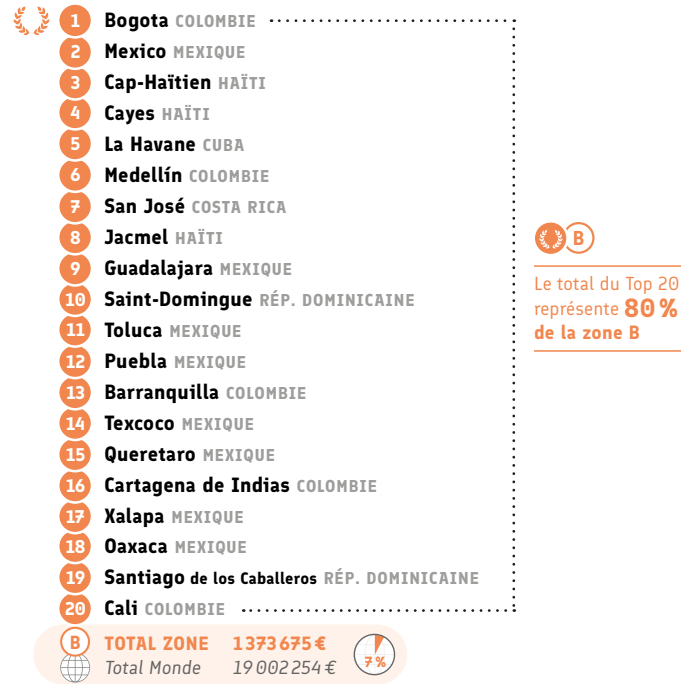 1 Bogota COLOMBIE
2 Mexico MEXIQUE
3 Cap-Haïtien HAÏTI
4 Cayes HAÏTI
5 La Havane CUBA
6 Medellín COLOMBIE
7 San José COSTA RICA
8 Jacmel HAÏTI
9 Guadalajara MEXIQUE
10 Saint-Domingue RÉP. DOMINICAINE
11 Toluca MEXIQUE
12 Puebla MEXIQUE
13 Barranquilla COLOMBIE
14 Texcoco MEXIQUE
15 Queretaro MEXIQUE
16 Cartagena de Indias COLOMBIE
17 Xalapa MEXIQUE
18 Oaxaca MEXIQUE
19 Santiago de los Caballeros RÉP. DOMINICAINE
20 Cali COLOMBIE
B
Le total du Top 20
représente 80 %
de la zone B
B TOTAL ZONE 1 373 675 €
Total Monde 19 002 254 €
7 %